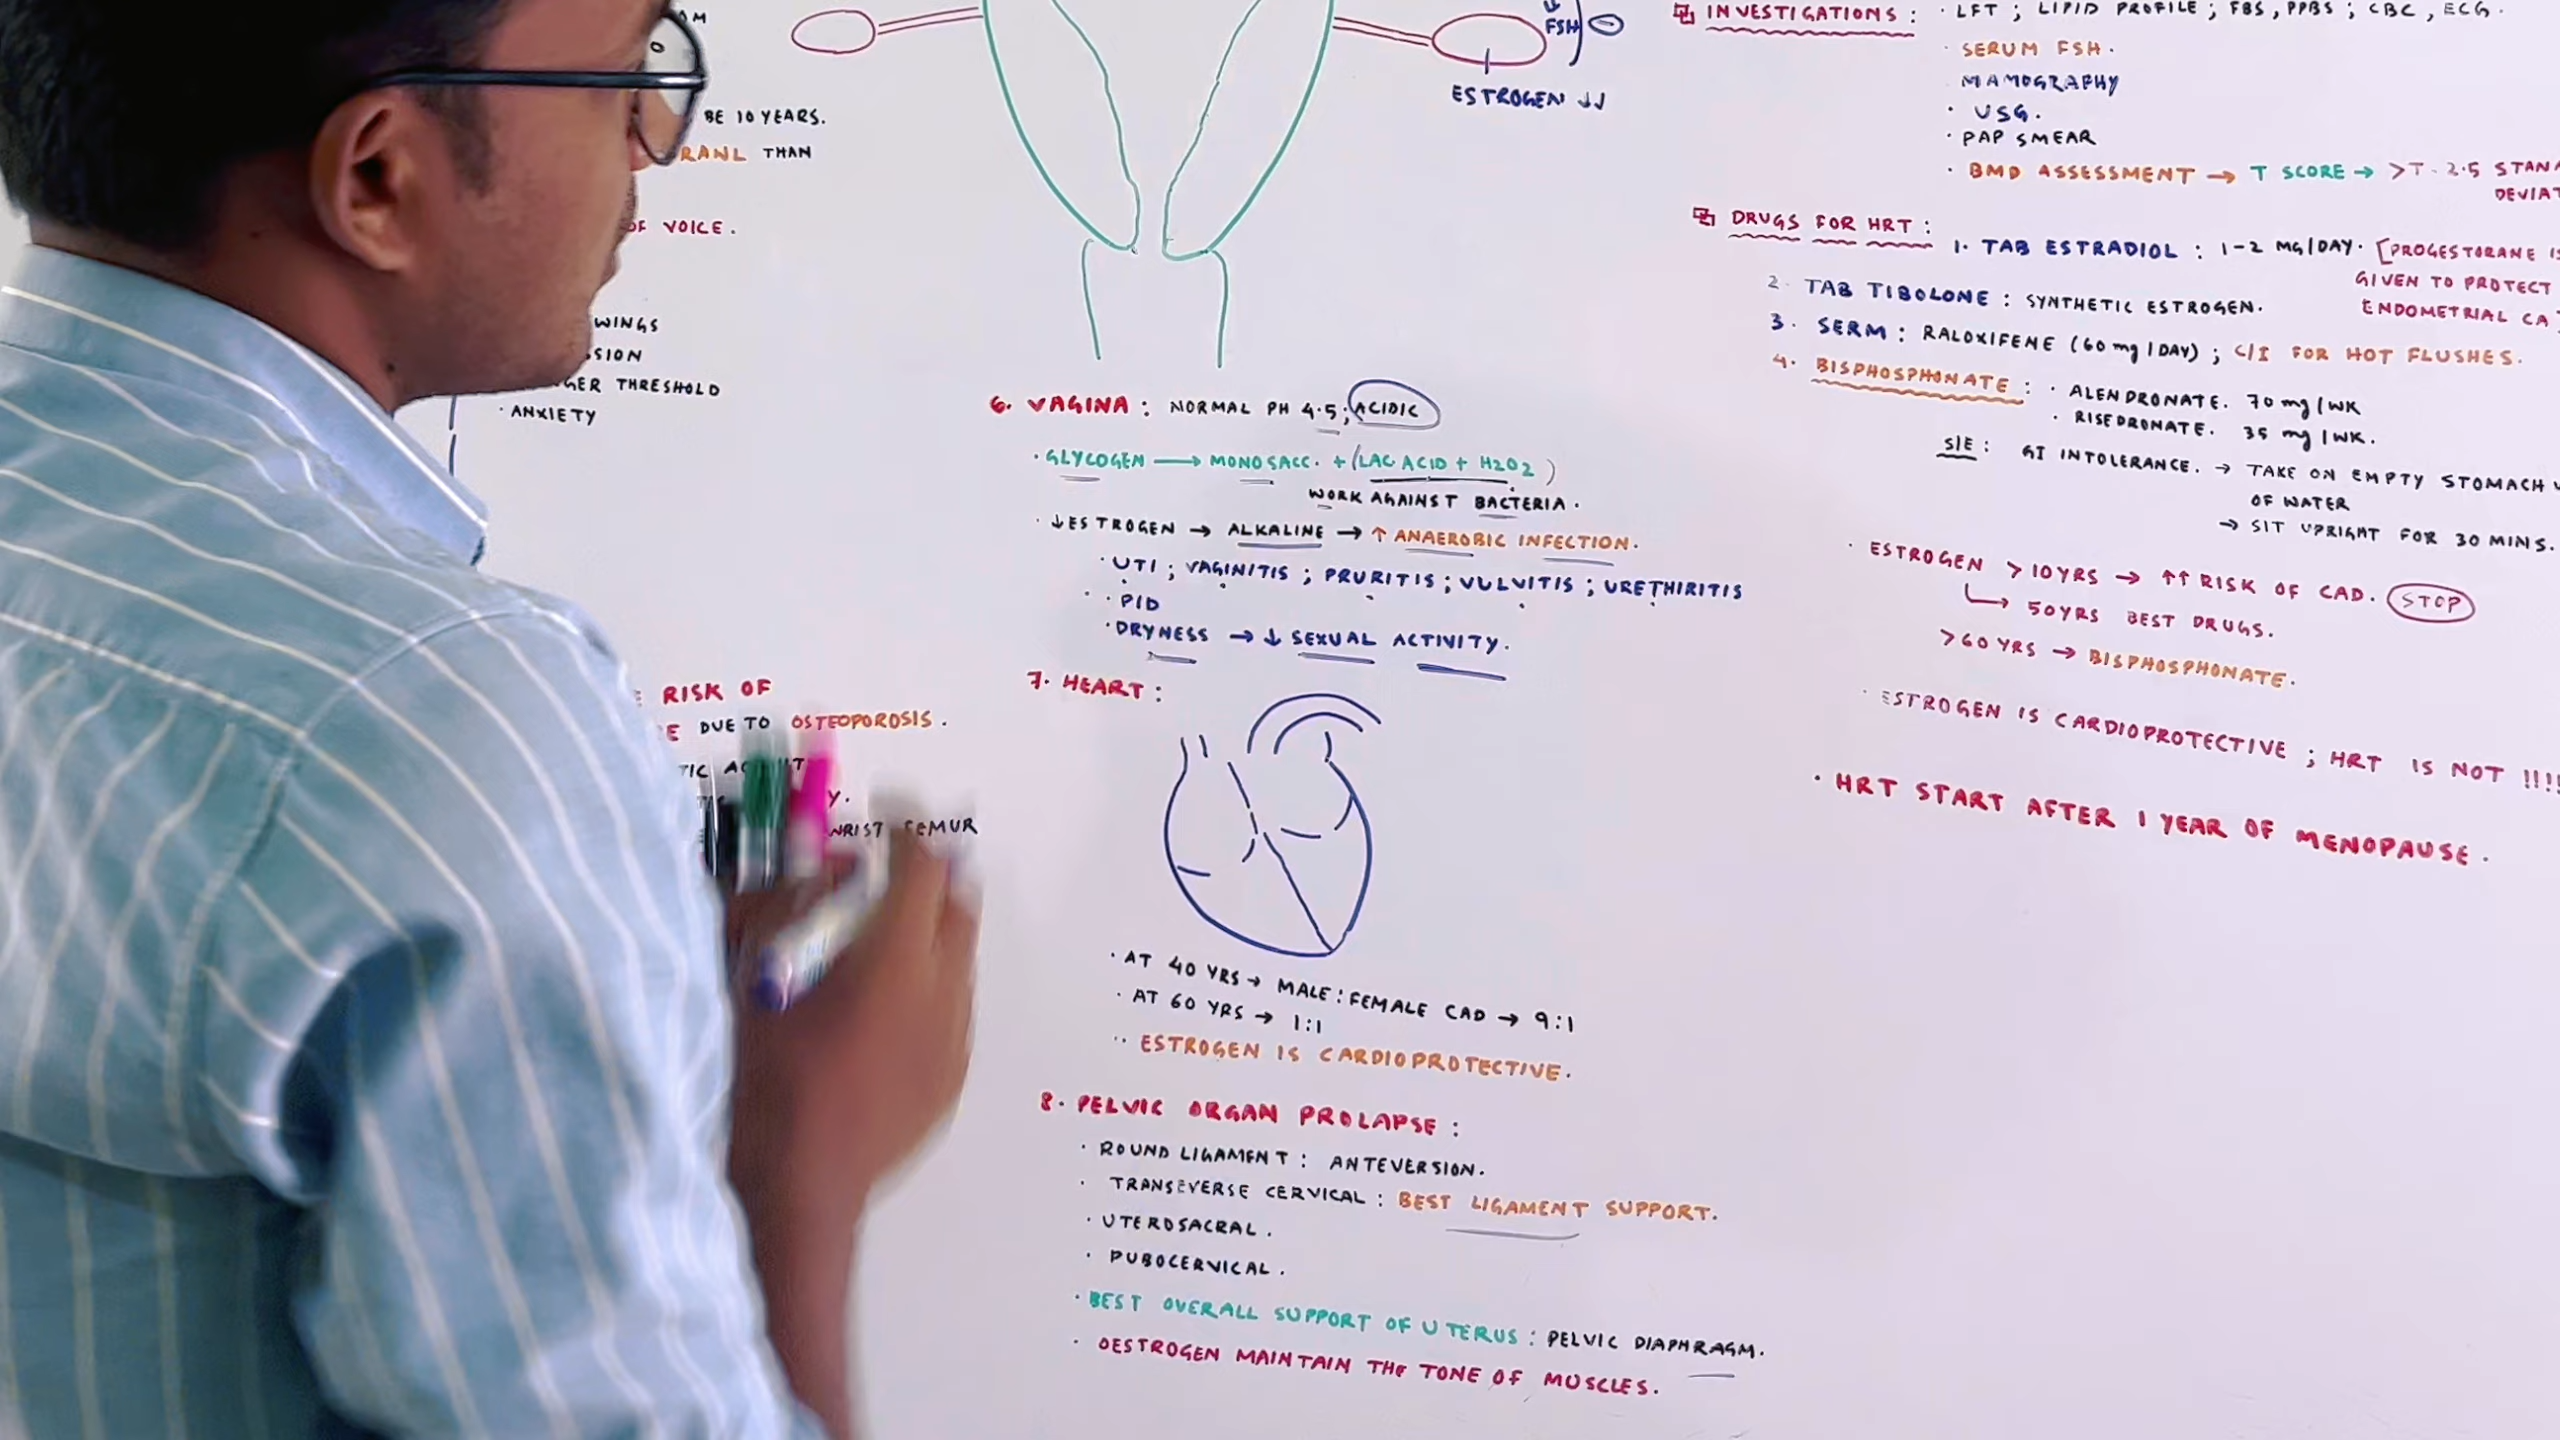 BE 10 YEARS.
THAN
OF VOICE.
WINGS
THRESHOLD
· ANXIETY
RISK OF
DUE TO OSTEOPOROSIS.
WRIST FEMUR
FSH
ESTROGEN ↓↓
6. VAGINA : NORMAL PH 4.5; ACIDIC
· GLYCOGEN → MONOSACC. + (LAC ACID + H2O2)
WORK AGAINST BACTERIA.
· ↓ESTROGEN → ALKALINE → ↑ ANAEROBIC INFECTION.
· UTI ; VAGINITIS ; PRURITIS ; VULVITIS ; URETHIRITIS
· PID
· DRYNESS → ↓ SEXUAL ACTIVITY.
7. HEART :
· AT 40 YRS → MALE : FEMALE CAD → 9:1
· AT 60 YRS → 1:1
·· ESTROGEN IS CARDIOPROTECTIVE.
8. PELVIC ORGAN PROLAPSE :
· ROUND LIGAMENT : ANTEVERSION.
· TRANSEVERSE CERVICAL : BEST LIGAMENT SUPPORT.
· UTEROSACRAL.
· PUBOCERVICAL.
· BEST OVERALL SUPPORT OF UTERUS : PELVIC DIAPHRAGM.
· OESTROGEN MAINTAIN THE TONE OF MUSCLES.
INVESTIGATIONS : · LFT ; LIPID PROFILE ; FBS, PPBS ; CBC, ECG.
· SERUM FSH.
MAMOGRAPHY
· USG.
· PAP SMEAR
· BMD ASSESSMENT → T SCORE → >T - 2.5
DRUGS FOR HRT :
1. TAB ESTRADIOL : 1-2 MG/DAY. [PROGESTORANE IS
GIVEN TO PROTECT
ENDOMETRIAL CA]
2. TAB TIBOLONE : SYNTHETIC ESTROGEN.
3. SERM : RALOXIFENE (60 mg/DAY) ; C/I FOR HOT FLUSHES.
4. BISPHOSPHONATE : · ALENDRONATE. 70 mg/WK
· RISEDRONATE. 35 mg/WK.
S/E : GI INTOLERANCE. → TAKE ON EMPTY STOMACH
OF WATER
→ SIT UPRIGHT FOR 30 MINS.
· ESTROGEN >10YRS → ↑↑ RISK OF CAD. STOP
↳ 50YRS BEST DRUGS.
>60 YRS → BISPHOSPHONATE.
· ESTROGEN IS CARDIOPROTECTIVE ; HRT IS NOT !!!!
· HRT START AFTER 1 YEAR OF MENOPAUSE.